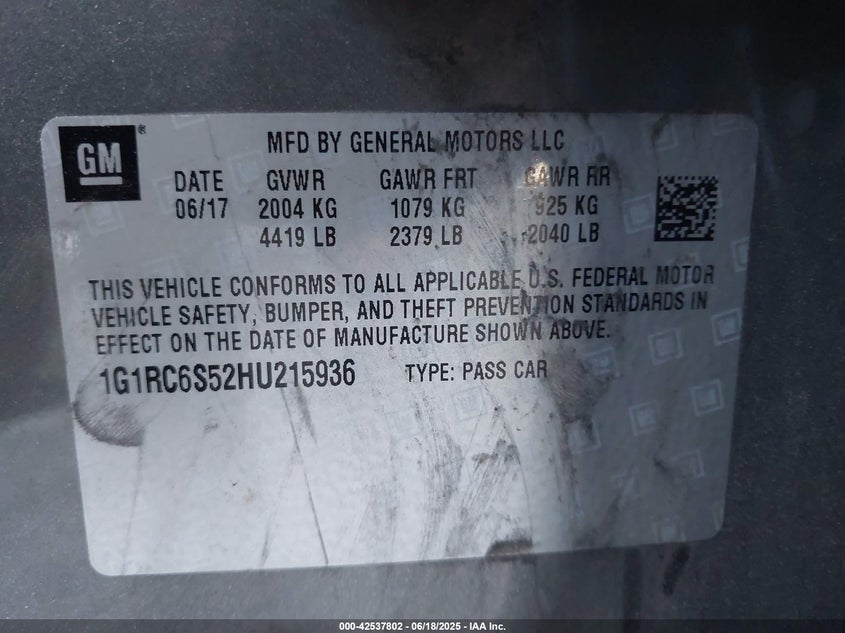 GM ®
MFD BY GENERAL MOTORS LLC
DATE GVWR GAWR FRT GAWR RR
06/17 2004 KG 1079 KG 925 KG
4419 LB 2379 LB 2040 LB
THIS VEHICLE CONFORMS TO ALL APPLICABLE U.S. FEDERAL MOTOR
VEHICLE SAFETY, BUMPER, AND THEFT PREVENTION STANDARDS IN
EFFECT ON THE DATE OF MANUFACTURE SHOWN ABOVE.
1G1RC6S52HU215936 TYPE: PASS CAR
000-42537802 - 06/18/2025 - IAA Inc.